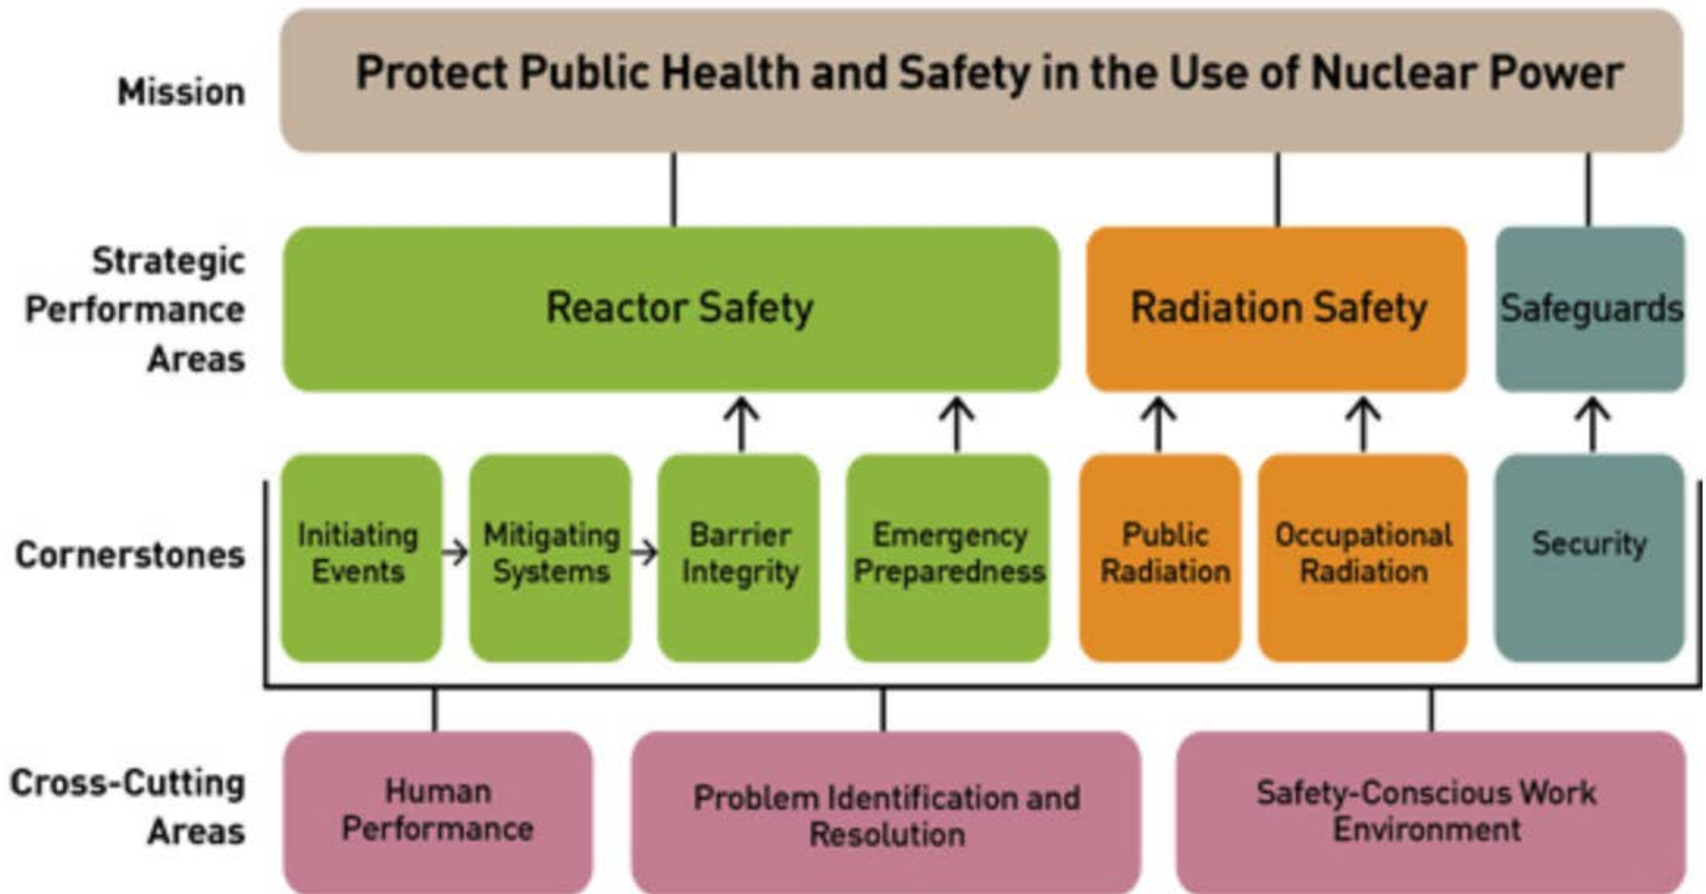 Mission
Protect Public Health and Safety in the Use of Nuclear Power
Strategic
Performance
Areas
Reactor Safety
Radiation Safety
Safeguards
Cornerstones
Initiating
Events
Mitigating
Systems
Barrier
Integrity
Emergency
Preparedness
Public
Radiation
Occupational
Radiation
Security
Cross-Cutting
Areas
Human
Performance
Problem Identification and
Resolution
Safety-Conscious Work
Environment